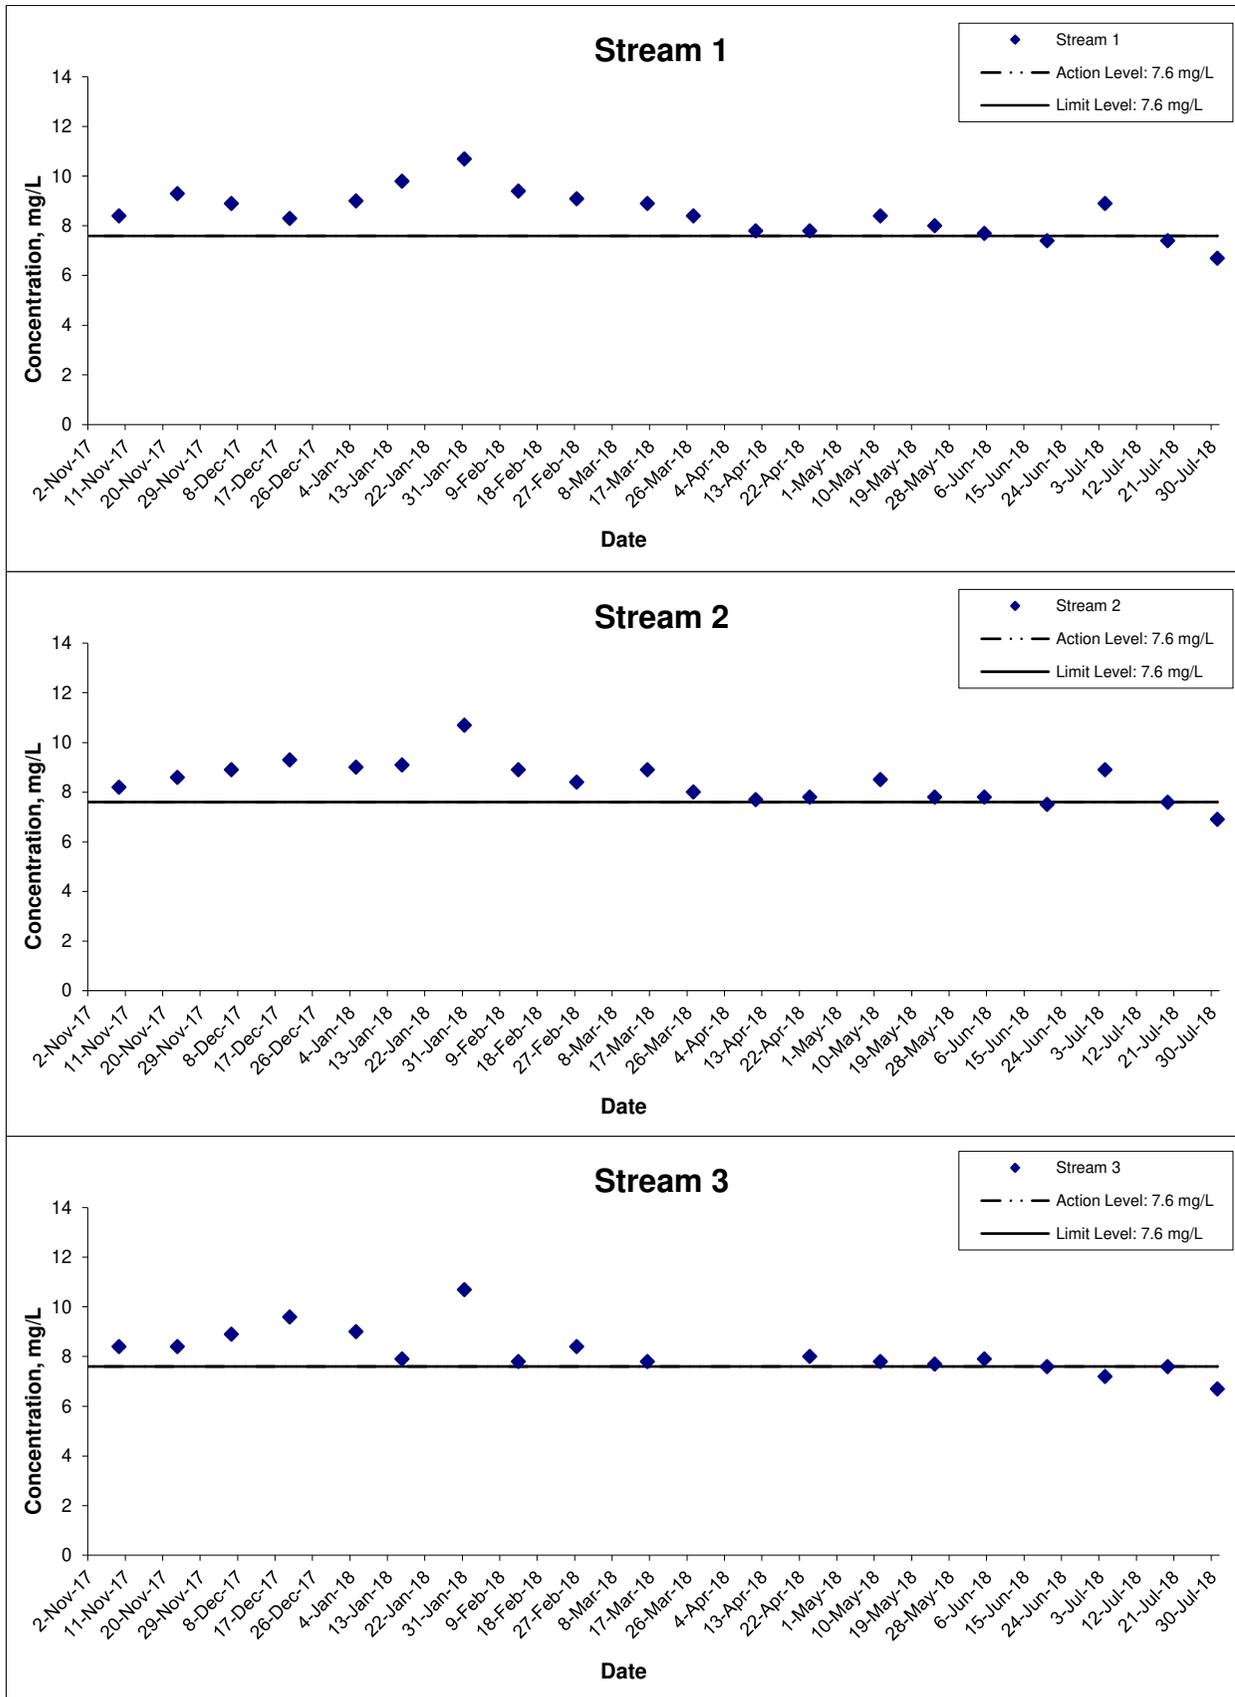 Stream 1
Stream 1
Action Level: 7.6 mg/L
Limit Level: 7.6 mg/L
Concentration, mg/L
14
12
10
8
6
4
2
0
2-Nov-17
11-Nov-17
20-Nov-17
29-Nov-17
8-Dec-17
17-Dec-17
26-Dec-17
4-Jan-18
13-Jan-18
22-Jan-18
31-Jan-18
9-Feb-18
18-Feb-18
27-Feb-18
8-Mar-18
17-Mar-18
26-Mar-18
4-Apr-18
13-Apr-18
22-Apr-18
1-May-18
10-May-18
19-May-18
28-May-18
6-Jun-18
15-Jun-18
24-Jun-18
3-Jul-18
12-Jul-18
21-Jul-18
30-Jul-18
Date
Stream 2
Stream 2
Action Level: 7.6 mg/L
Limit Level: 7.6 mg/L
Concentration, mg/L
14
12
10
8
6
4
2
0
2-Nov-17
11-Nov-17
20-Nov-17
29-Nov-17
8-Dec-17
17-Dec-17
26-Dec-17
4-Jan-18
13-Jan-18
22-Jan-18
31-Jan-18
9-Feb-18
18-Feb-18
27-Feb-18
8-Mar-18
17-Mar-18
26-Mar-18
4-Apr-18
13-Apr-18
22-Apr-18
1-May-18
10-May-18
19-May-18
28-May-18
6-Jun-18
15-Jun-18
24-Jun-18
3-Jul-18
12-Jul-18
21-Jul-18
30-Jul-18
Date
Stream 3
Stream 3
Action Level: 7.6 mg/L
Limit Level: 7.6 mg/L
Concentration, mg/L
14
12
10
8
6
4
2
0
2-Nov-17
11-Nov-17
20-Nov-17
29-Nov-17
8-Dec-17
17-Dec-17
26-Dec-17
4-Jan-18
13-Jan-18
22-Jan-18
31-Jan-18
9-Feb-18
18-Feb-18
27-Feb-18
8-Mar-18
17-Mar-18
26-Mar-18
4-Apr-18
13-Apr-18
22-Apr-18
1-May-18
10-May-18
19-May-18
28-May-18
6-Jun-18
15-Jun-18
24-Jun-18
3-Jul-18
12-Jul-18
21-Jul-18
30-Jul-18
Date